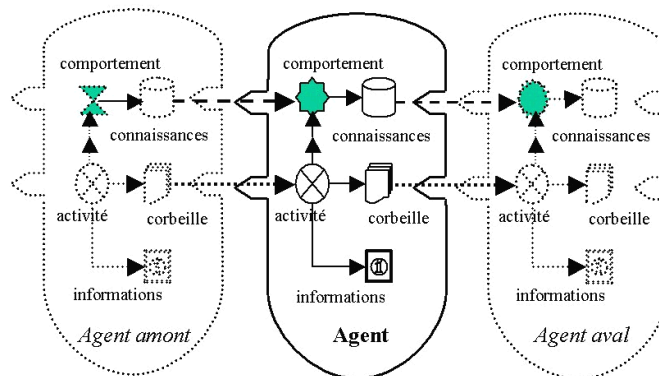 comportement
connaissances
activité
corbeille
informations
Agent amont
comportement
connaissances
activité
corbeille
informations
Agent
comportement
connaissances
activité
corbeille
informations
Agent aval